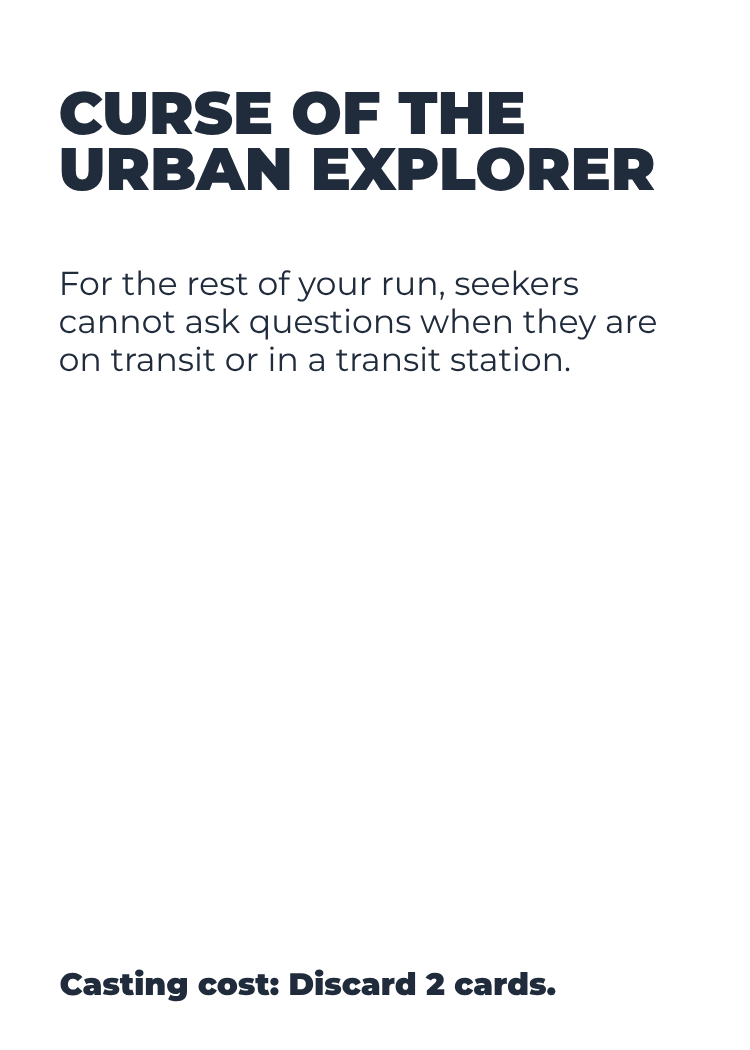 CURSE OF THE
URBAN EXPLORER
For the rest of your run, seekers
cannot ask questions when they are
on transit or in a transit station.
Casting cost: Discard 2 cards.